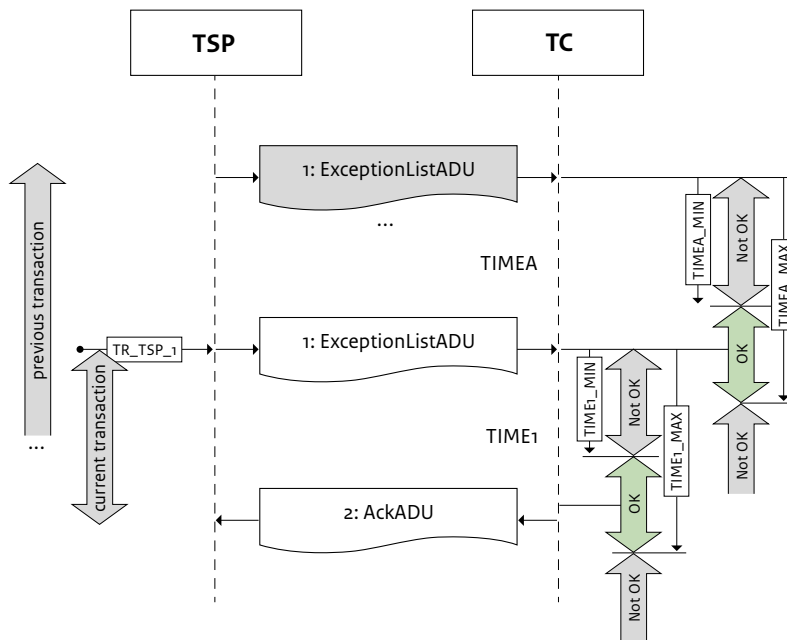 TSP
TC
1: ExceptionListADU
...
TIMEA
TIMEA_MIN
Not OK
TIMEA_MAX
previous transaction
...
TR_TSP_1
1: ExceptionListADU
OK
current transaction
TIME1
TIME1_MIN
Not OK
TIME1_MAX
Not OK
2: AckADU
OK
Not OK